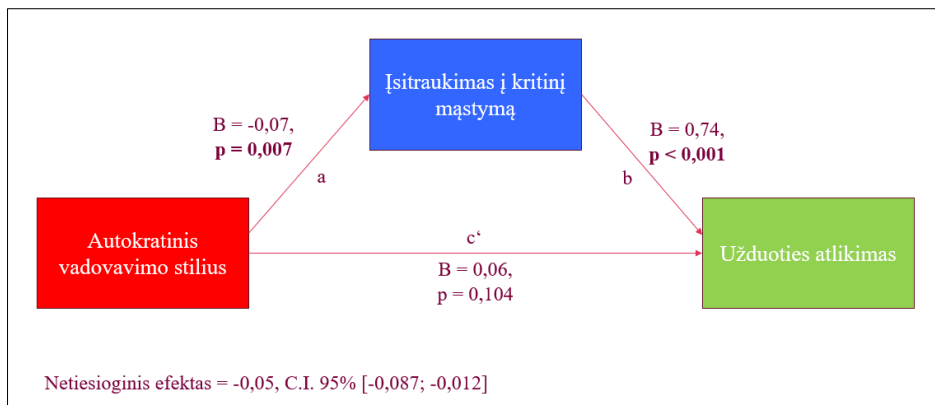 Įsitraukimas į kritinį
mąstymą
B = -0,07,
p = 0,007
B = 0,74,
p < 0,001
a
b
Autokratinis
vadovavimo stilius
c‘
Užduoties atlikimas
B = 0,06,
p = 0,104
Netiesioginis efektas = -0,05, C.I. 95% [-0,087; -0,012]